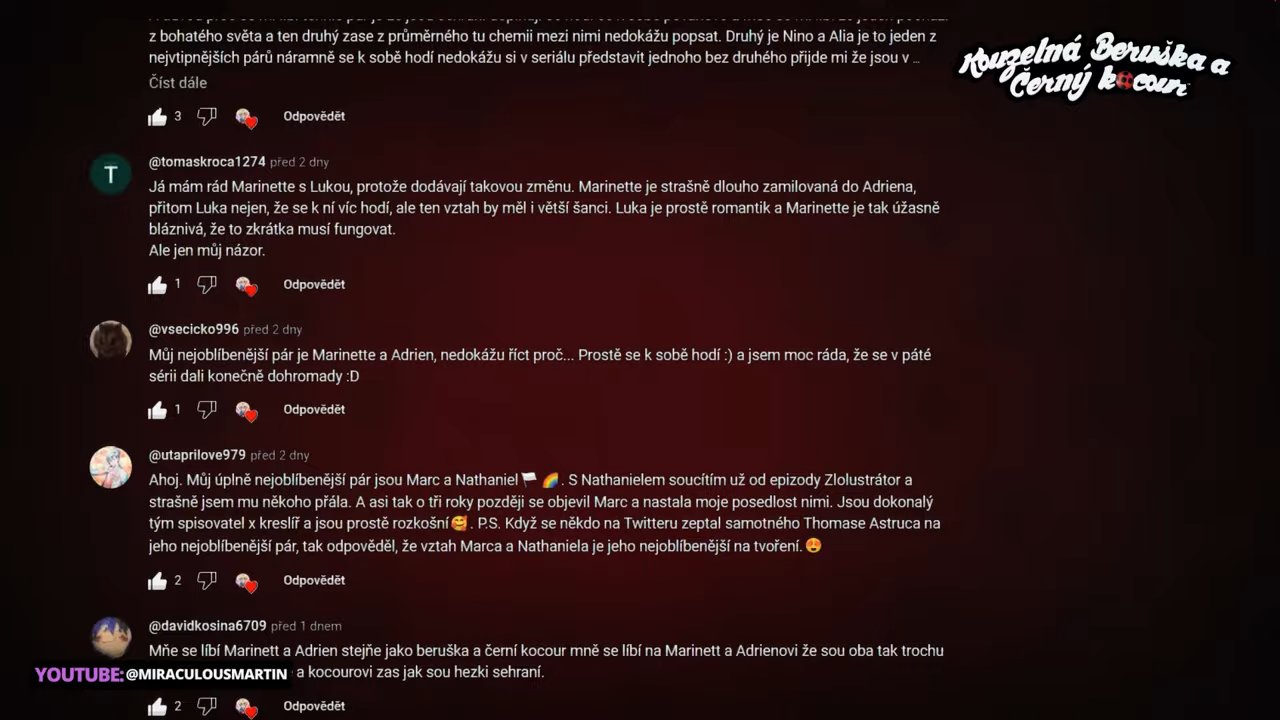 z bohatého světa a ten druhý zase z průměrného tu chemii mezi nimi nedokážu popsat. Druhý je Nino a Alia je to jeden z
nejvtipnějších párů náramně se k sobě hodí nedokážu si v seriálu představit jednoho bez druhého přijde mi že jsou v ...
Číst dále
3 Odpovědět
Kouzelná Beruška a
Černý kocour
T
@tomaskroca1274 před 2 dny
Já mám rád Marinette s Lukou, protože dodávají takovou změnu. Marinette je strašně dlouho zamilovaná do Adriena,
přitom Luka nejen, že se k ní víc hodí, ale ten vztah by měl i větší šanci. Luka je prostě romantik a Marinette je tak úžasně
bláznivá, že to zkrátka musí fungovat.
Ale jen můj názor.
1 Odpovědět
@vsecicko996 před 2 dny
Můj nejoblíbenější pár je Marinette a Adrien, nedokážu říct proč... Prostě se k sobě hodí :) a jsem moc ráda, že se v páté
sérii dali konečně dohromady :D
1 Odpovědět
@utaprilove979 před 2 dny
Ahoj. Můj úplně nejoblíbenější pár jsou Marc a Nathaniel🏳️ 🌈. S Nathanielem soucítím už od epizody Zlolustrátor a
strašně jsem mu někoho přála. A asi tak o tři roky později se objevil Marc a nastala moje posedlost nimi. Jsou dokonalý
tým spisovatel x kreslíř a jsou prostě rozkošní🥰. P.S. Když se někdo na Twitteru zeptal samotného Thomase Astruca na
jeho nejoblíbenější pár, tak odpověděl, že vztah Marca a Nathaniela je jeho nejoblíbenější na tvoření.😍
2 Odpovědět
@davidkosina6709 před 1 dnem
Mňe se líbí Marinett a Adrien stejňe jako beruška a černí kocour mně se líbí na Marinett a Adrienovi že sou oba tak trochu
a kocourovi zas jak sou hezki sehraní.
YOUTUBE: @MIRACULOUSMARTIN
2 Odpovědět